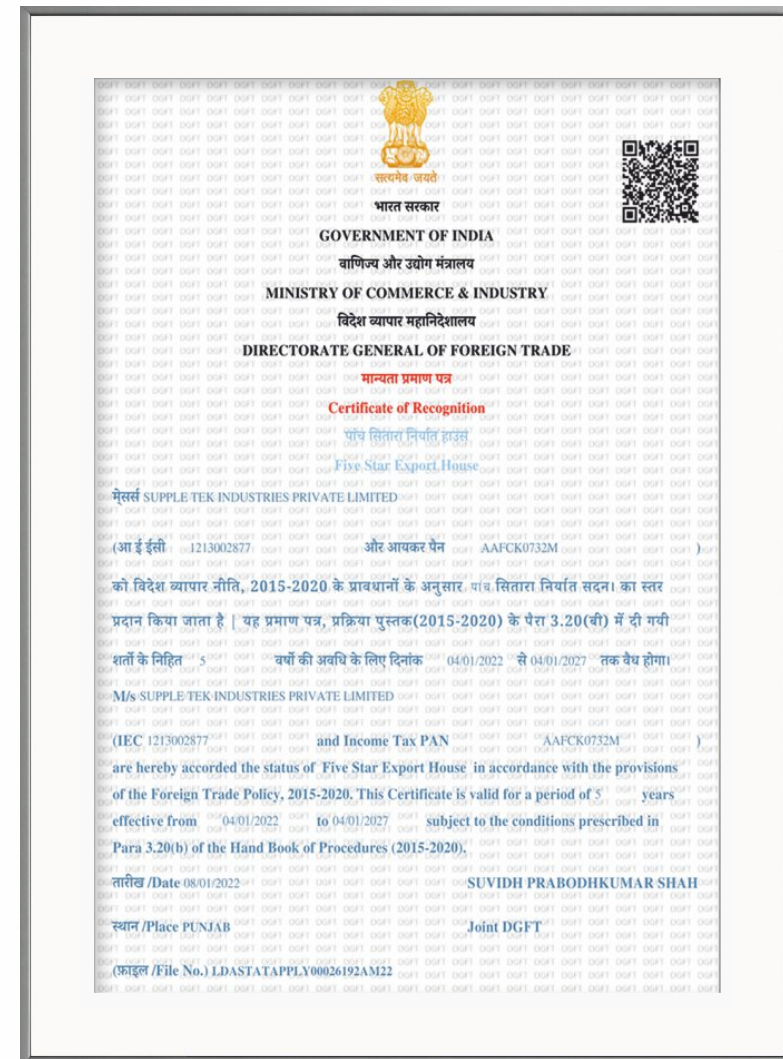 सत्यमेव जयते
भारत सरकार
GOVERNMENT OF INDIA
वाणिज्य और उद्योग मंत्रालय
MINISTRY OF COMMERCE & INDUSTRY
विदेश व्यापार महानिदेशालय
DIRECTORATE GENERAL OF FOREIGN TRADE
मान्यता प्रमाण पत्र
Certificate of Recognition
पांच सितारा निर्यात हाउस
Five Star Export House
मे्सर्स SUPPLE TEK INDUSTRIES PRIVATE LIMITED
(आ ई ईसी 1213002877 और आयकर पैन AAFCK0732M )
को विदेश व्यापार नीति, 2015-2020 के प्रावधानों के अनुसार पांच सितारा निर्यात सदन। का स्तर
प्रदान किया जाता है | यह प्रमाण पत्र, प्रक्रिया पुस्तक(2015-2020) के पैरा 3.20(बी) में दी गयी
शर्तो के निहित 5 वर्षो की अवधि के लिए दिनांक 04/01/2022 से 04/01/2027 तक वैध होगा।
M/s SUPPLE TEK INDUSTRIES PRIVATE LIMITED
(IEC 1213002877 and Income Tax PAN AAFCK0732M )
are hereby accorded the status of Five Star Export House in accordance with the provisions
of the Foreign Trade Policy, 2015-2020. This Certificate is valid for a period of 5 years
effective from 04/01/2022 to 04/01/2027 subject to the conditions prescribed in
Para 3.20(b) of the Hand Book of Procedures (2015-2020).
तारीख /Date 08/01/2022 SUVIDH PRABODHKUMAR SHAH
स्थान /Place PUNJAB Joint DGFT
(फ़ाइल /File No.) LDASTATAPPLY00026192AM22